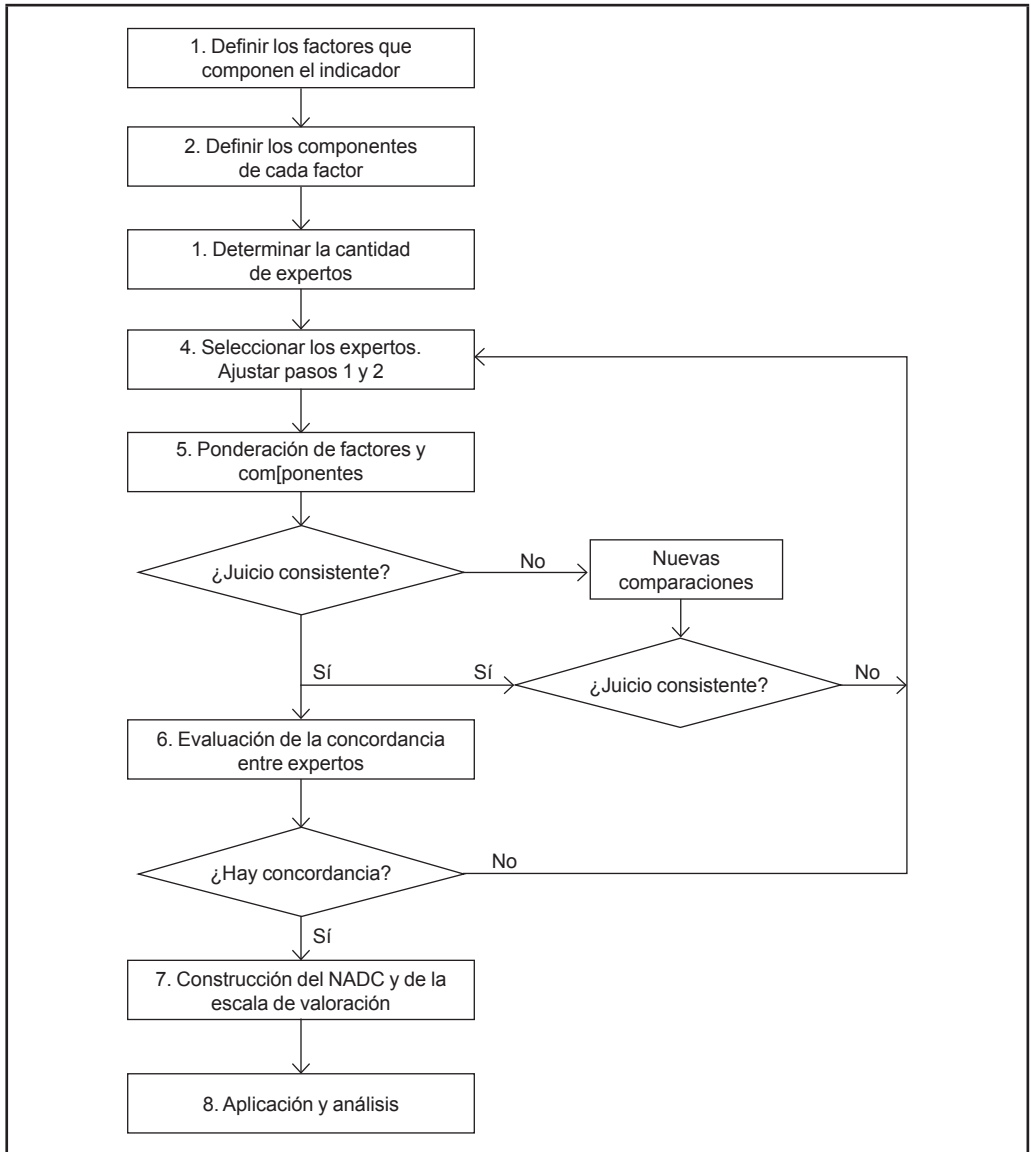 1. Definir los factores que
componen el indicador
2. Definir los componentes
de cada factor
1. Determinar la cantidad
de expertos
4. Seleccionar los expertos.
Ajustar pasos 1 y 2
5. Ponderación de factores y
com[ponentes
¿Juicio consistente?
No
Nuevas
comparaciones
Sí
Sí
¿Juicio consistente?
No
6. Evaluación de la concordancia
entre expertos
¿Hay concordancia?
No
Sí
7. Construcción del NADC y de la
escala de valoración
8. Aplicación y análisis